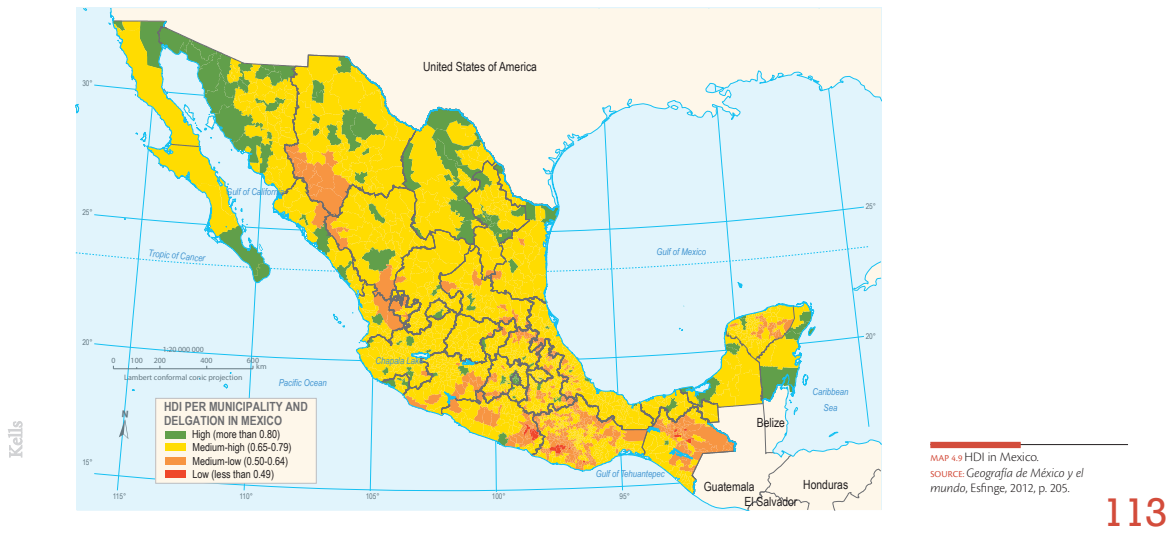 United States of America
30°
Gulf of California
25°
25°
Tropic of Cancer
Gulf of Mexico
20°
20°
1:20 000 000
0 100 200 400 600
km
Lambert conformal conic projection
Chapala Lake
Pacific Ocean
Caribbean
Sea
N
HDI PER MUNICIPALITY AND
DELGATION IN MEXICO
High (more than 0.80)
Medium-high (0.65-0.79)
Medium-low (0.50-0.64)
Low (less than 0.49)
Belize
15°
Gulf of Tehuantepec
Guatemala
Honduras
El Salvador
115°
105°
100°
95°
Kells
MAP 4.9 HDI in Mexico.
SOURCE: Geografía de México y el
mundo, Esfinge, 2012, p. 205.
113